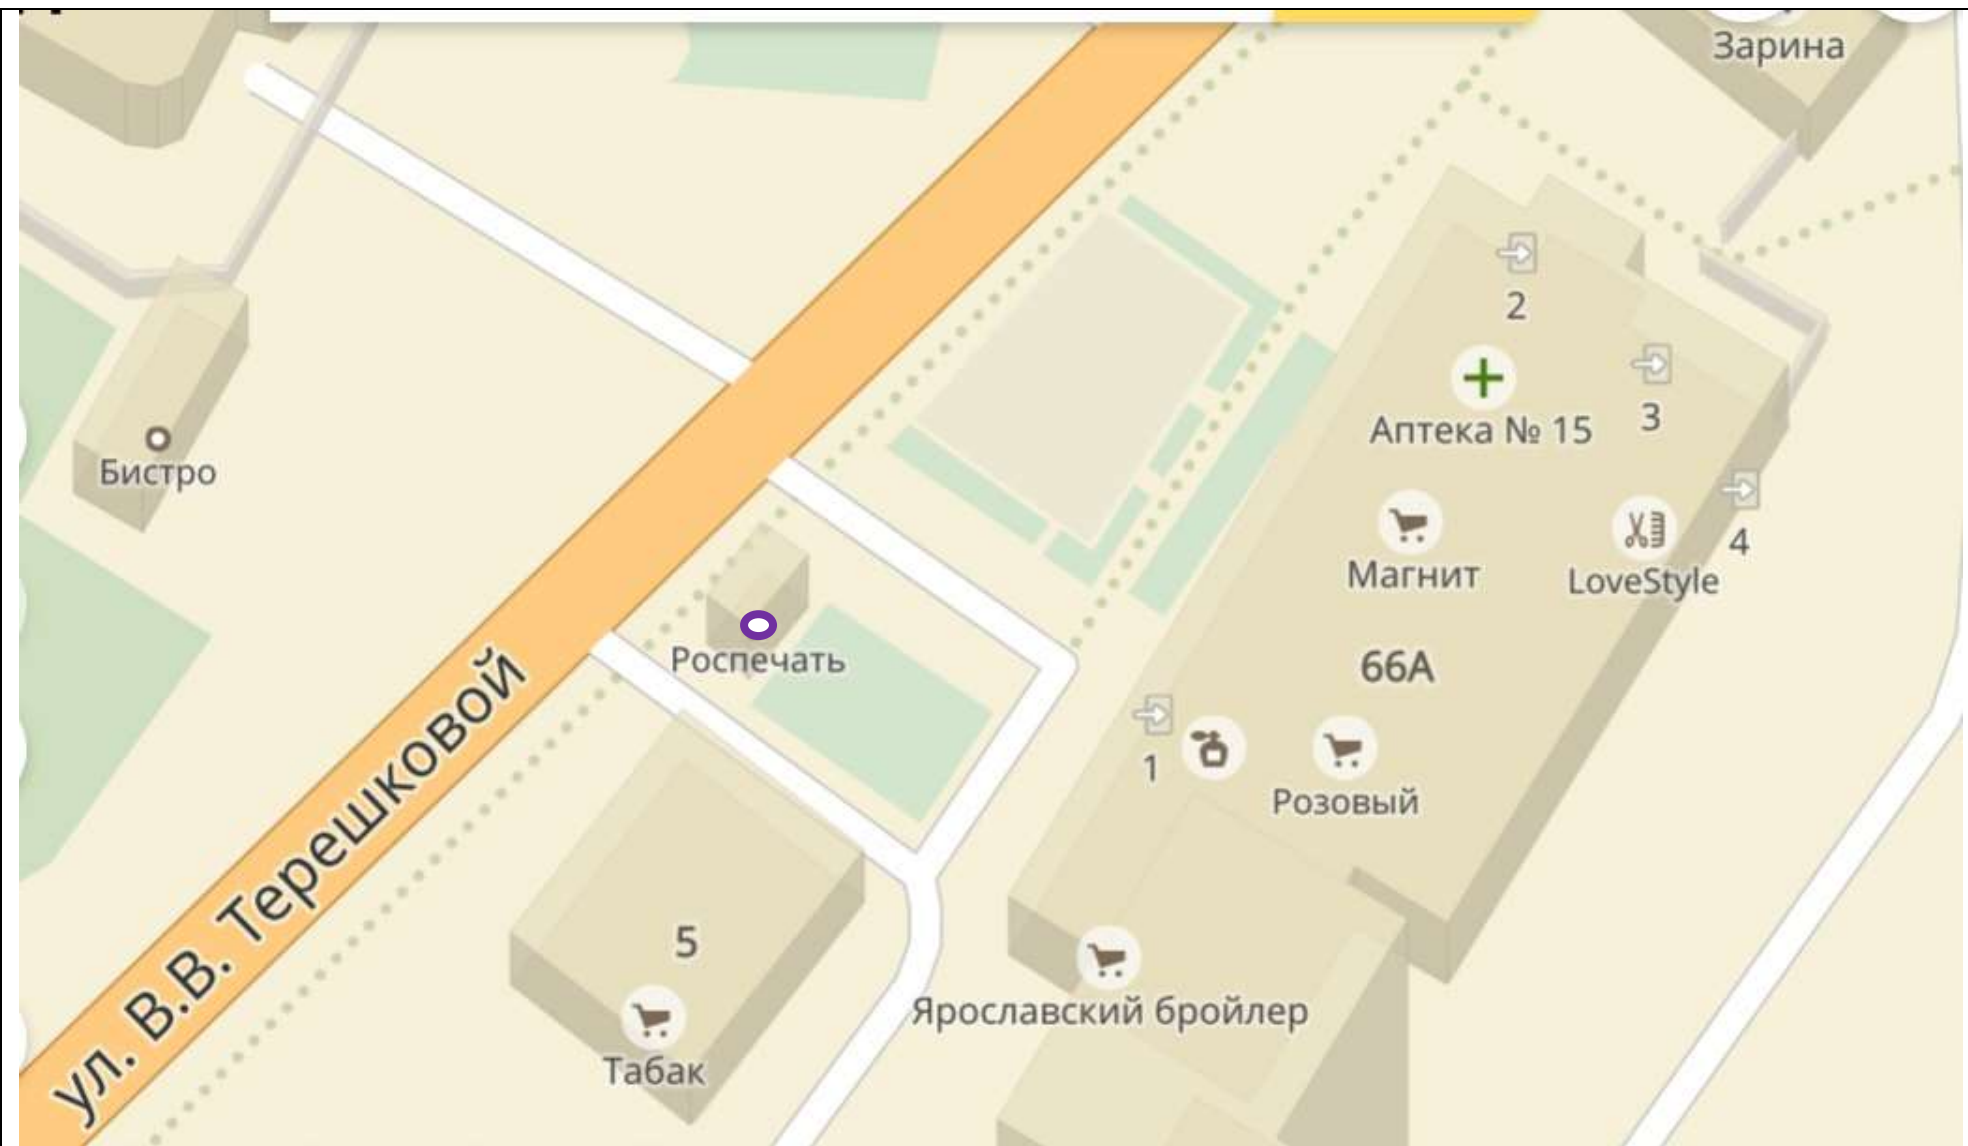 Зарина
2
Аптека № 15
3
Бистро
Магнит
LoveStyle
4
66А
Роспечать
1
Розовый
ул. В.В. Терешковой
5
Ярославский бройлер
Табак